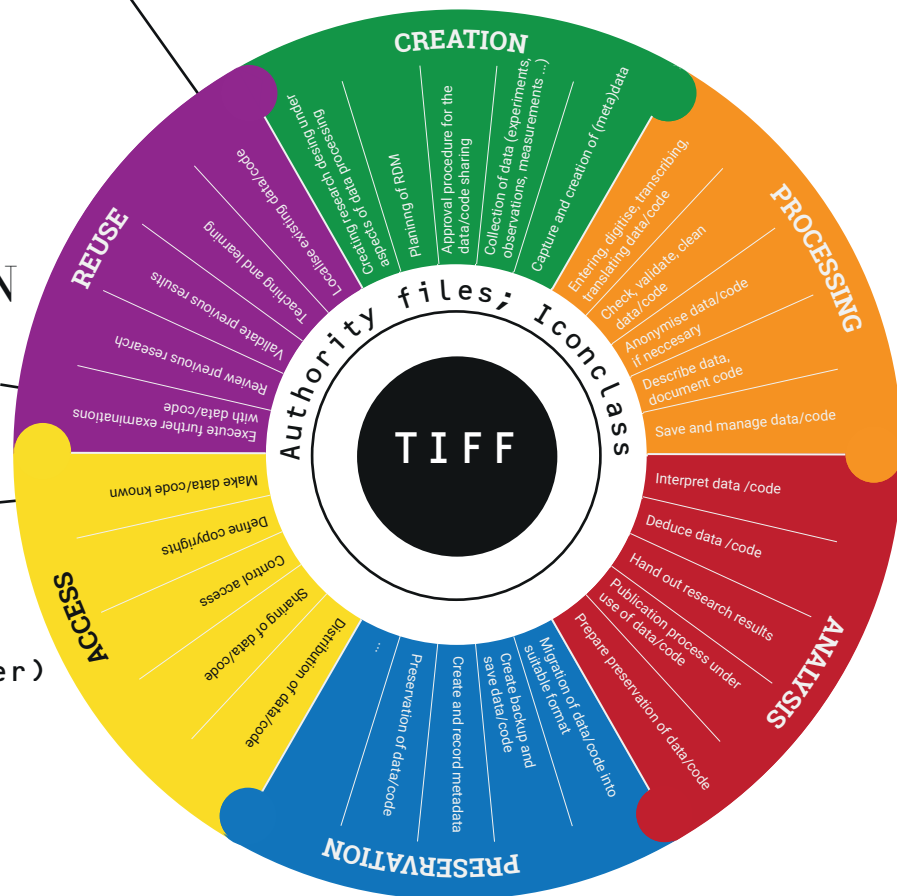 CREATION
Creating research desing under
aspects of data processing
Planning of RDM
Approval procedure for the
data/code sharing
Collection of data (experiments,
observations, measurements ...)
Capture and creation of (meta)data
PROCESSING
Entering, digitise, transcribing,
translating data/code
Check, validate, clean
data/code
Anonymise data/code
if neccesary
Describe data,
document code
Save and manage data/code
ANALYSIS
Interpret data /code
Deduce data /code
Hand out research results
Publication process under
use of data/code
Prepare preservation of data/code
PRESERVATION
Migration of data/code into
suitable format
Create backup and
save data/code
Create and record metadata
Preservation of data/code
...
ACCESS
Distribution of data/code
Sharing of data/code
Control access
Define copyrights
Make data/code known
REUSE
Execute further examinations
with data/code
Review previous research
Validate previous results
Teaching and learning
Localise existing data/code
Authority files; Iconclass
TIFF
N
er)